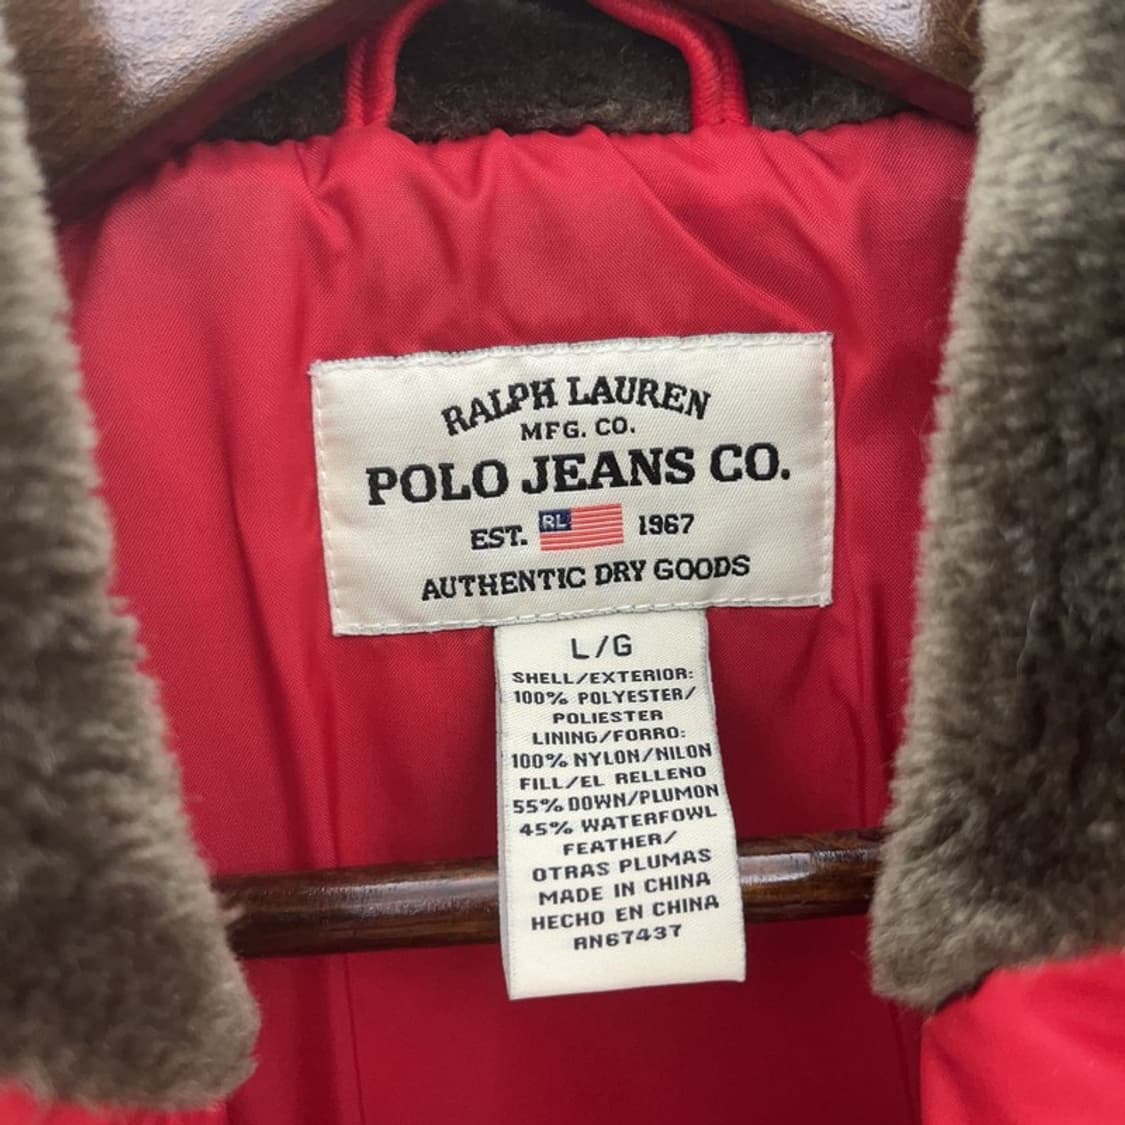 RALPH LAUREN
MFG. CO.
POLO JEANS CO.
EST. RL 1967
AUTHENTIC DRY GOODS
L/G
SHELL/EXTERIOR:
100% POLYESTER/
POLIESTER
LINING/FORRO:
100% NYLON/NILON
FILL/EL RELLENO
55% DOWN/PLUMON
45% WATERFOWL
FEATHER/
OTRAS PLUMAS
MADE IN CHINA
HECHO EN CHINA
RN67437